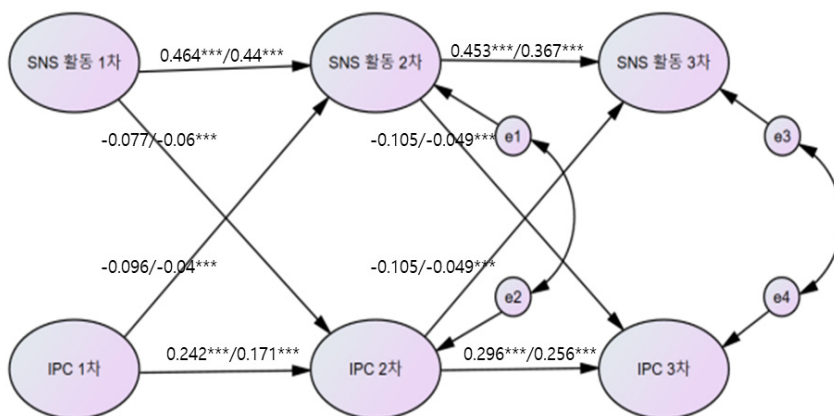 0.464***/0.44***
0.453***/0.367***
SNS 활동 1차
SNS 활동 2차
SNS 활동 3차
-0.077/-0.06***
-0.105/-0.049***
e1
e3
-0.096/-0.04***
-0.105/-0.049***
e2
e4
0.242***/0.171***
0.296***/0.256***
IPC 1차
IPC 2차
IPC 3차